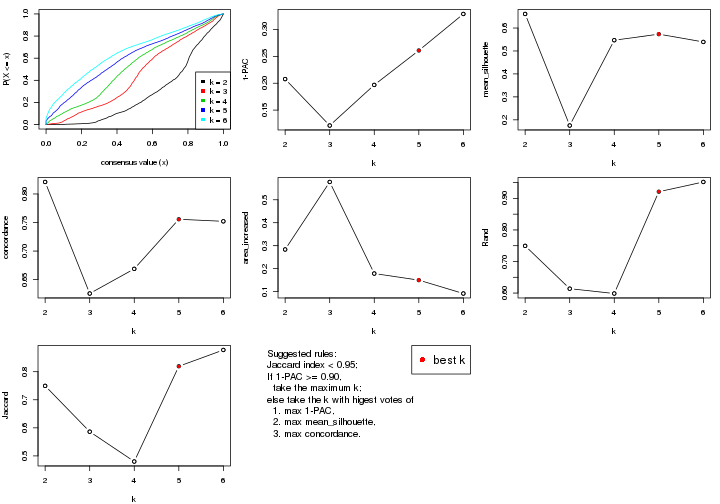 P(X <= x)
0.0 0.2 0.4 0.6 0.8 1.0
0.0 0.2 0.4 0.6 0.8 1.0
consensus value (x)
k = 2
k = 3
k = 4
k = 5
k = 6
1-PAC
0.15 0.20 0.25 0.30
2 3 4 5 6
k
mean_silhouette
0.2 0.3 0.4 0.5 0.6
2 3 4 5 6
k
concordance
0.65 0.70 0.75 0.80
2 3 4 5 6
k
area_increased
0.1 0.2 0.3 0.4 0.5
2 3 4 5 6
k
Rand
0.60 0.70 0.80 0.90
2 3 4 5 6
k
Jaccard
0.5 0.6 0.7 0.8
2 3 4 5 6
k
Suggested rules:
Jaccard index < 0.95;
If 1-PAC >= 0.90,
take the maximum k;
else take the k with higest votes of
1. max 1-PAC,
2. max mean_silhouette,
3. max concordance.
best k